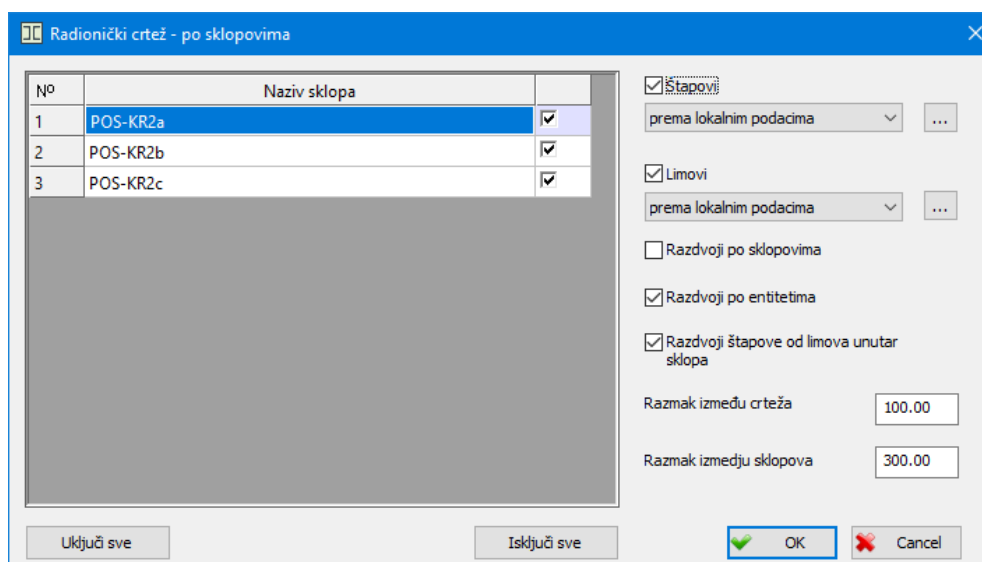 Radionički crtež - po sklopovima
Nº Naziv sklopa
1 POS-KR2a
2 POS-KR2b
3 POS-KR2c
Štapovi
prema lokalnim podacima ...
Limovi
prema lokalnim podacima ...
Razdvoji po sklopovima
Razdvoji po entitetima
Razdvoji štapove od limova unutar
sklopa
Razmak između crteža 100.00
Razmak izmedju sklopova 300.00
Uključi sve Isključi sve OK Cancel